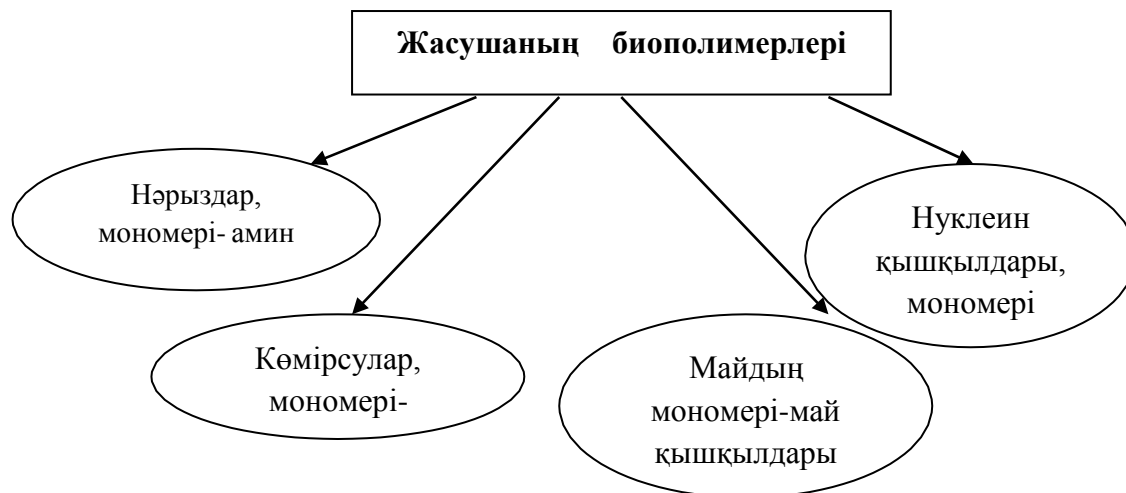 Жасушаның биополимерлері
Нәрыздар,
мономері- амин
Көмірсулар,
мономері-
Майдың
мономері-май
қышқылдары
Нуклеин
қышқылдары,
мономері